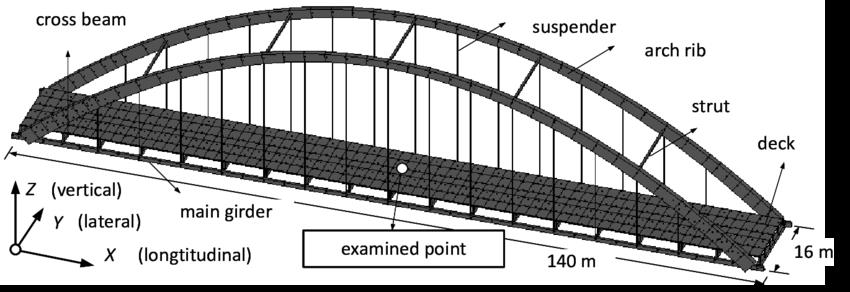 cross beam
suspender
arch rib
strut
deck
Z (vertical)
Y (lateral)
X (longtitudinal)
main girder
examined point
140 m
16 m